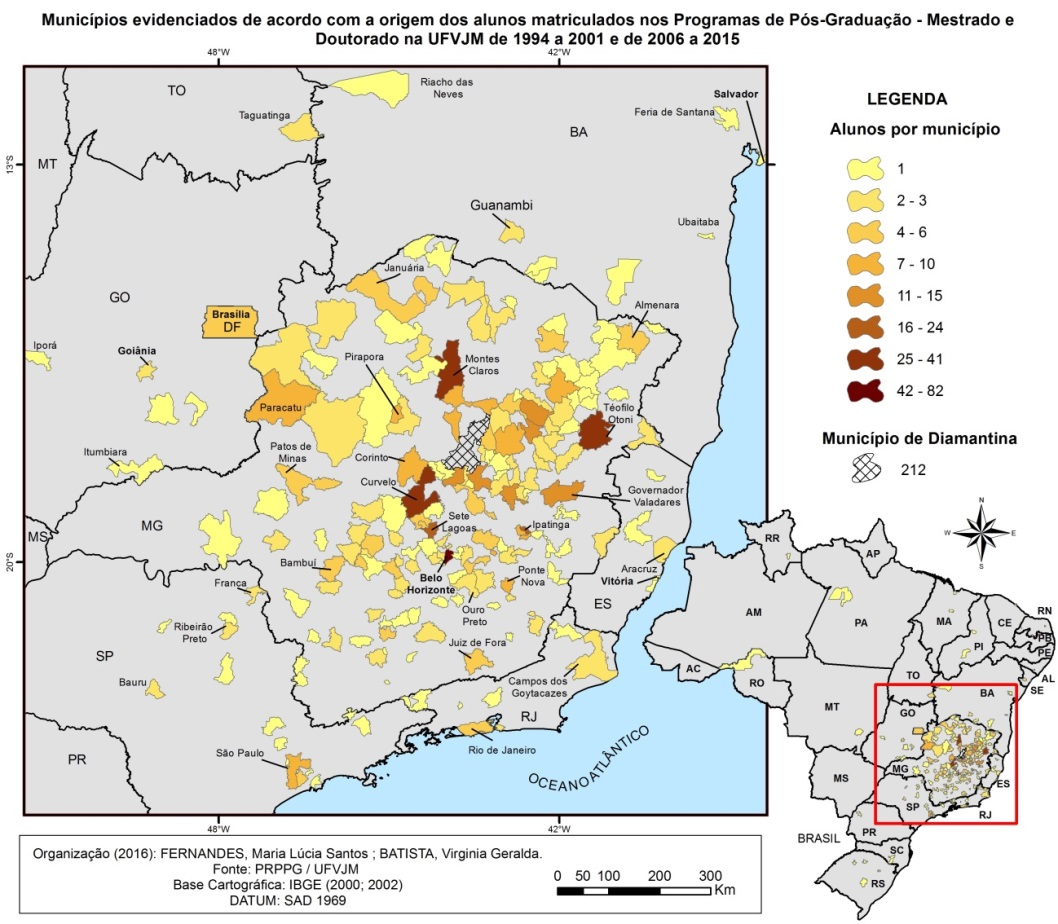 Municípios evidenciados de acordo com a origem dos alunos matriculados nos Programas de Pós-Graduação - Mestrado e
Doutorado na UFVJM de 1994 a 2001 e de 2006 a 2015
48°W
42°W
TO
Riacho das
Neves
Taguatinga
BA
Salvador
Feria de Santana
MT
13°S
Guanambi
Ubaitaba
Januária
GO
Almenara
Brasília
DF
Iporá
Goiânia
Pirapora
Montes
Claros
Paracatu
Téofilo
Otoni
Patos de
Minas
Corinto
Itumbiara
Curvelo
Governador
Valadares
MG
Sete
Lagoas
Ipatinga
MS
20°S
Bambuí
Belo
Horizonte
Ponte
Nova
Aracruz
Vitória
França
Ouro
Preto
ES
Ribeirão
Preto
Juiz de Fora
SP
Bauru
Campos dos
Goytacazes
RJ
PR
São Paulo
Rio de Janeiro
OCEANO ATLÂNTICO
48°W
42°W
LEGENDA
Alunos por município
1
2 - 3
4 - 6
7 - 10
11 - 15
16 - 24
25 - 41
42 - 82
Município de Diamantina
212
N
W
E
S
RR
AP
AM
PA
MA
CE
RN
PB
PE
PI
AC
RO
TO
AL
SE
BA
MT
GO
MG
ES
MS
SP
RJ
BRASIL
PR
SC
RS
Organização (2016): FERNANDES, Maria Lúcia Santos ; BATISTA, Virginia Geralda.
Fonte: PRPPG / UFVJM
Base Cartográfica: IBGE (2000; 2002)
DATUM: SAD 1969
0 50 100 200 300
Km